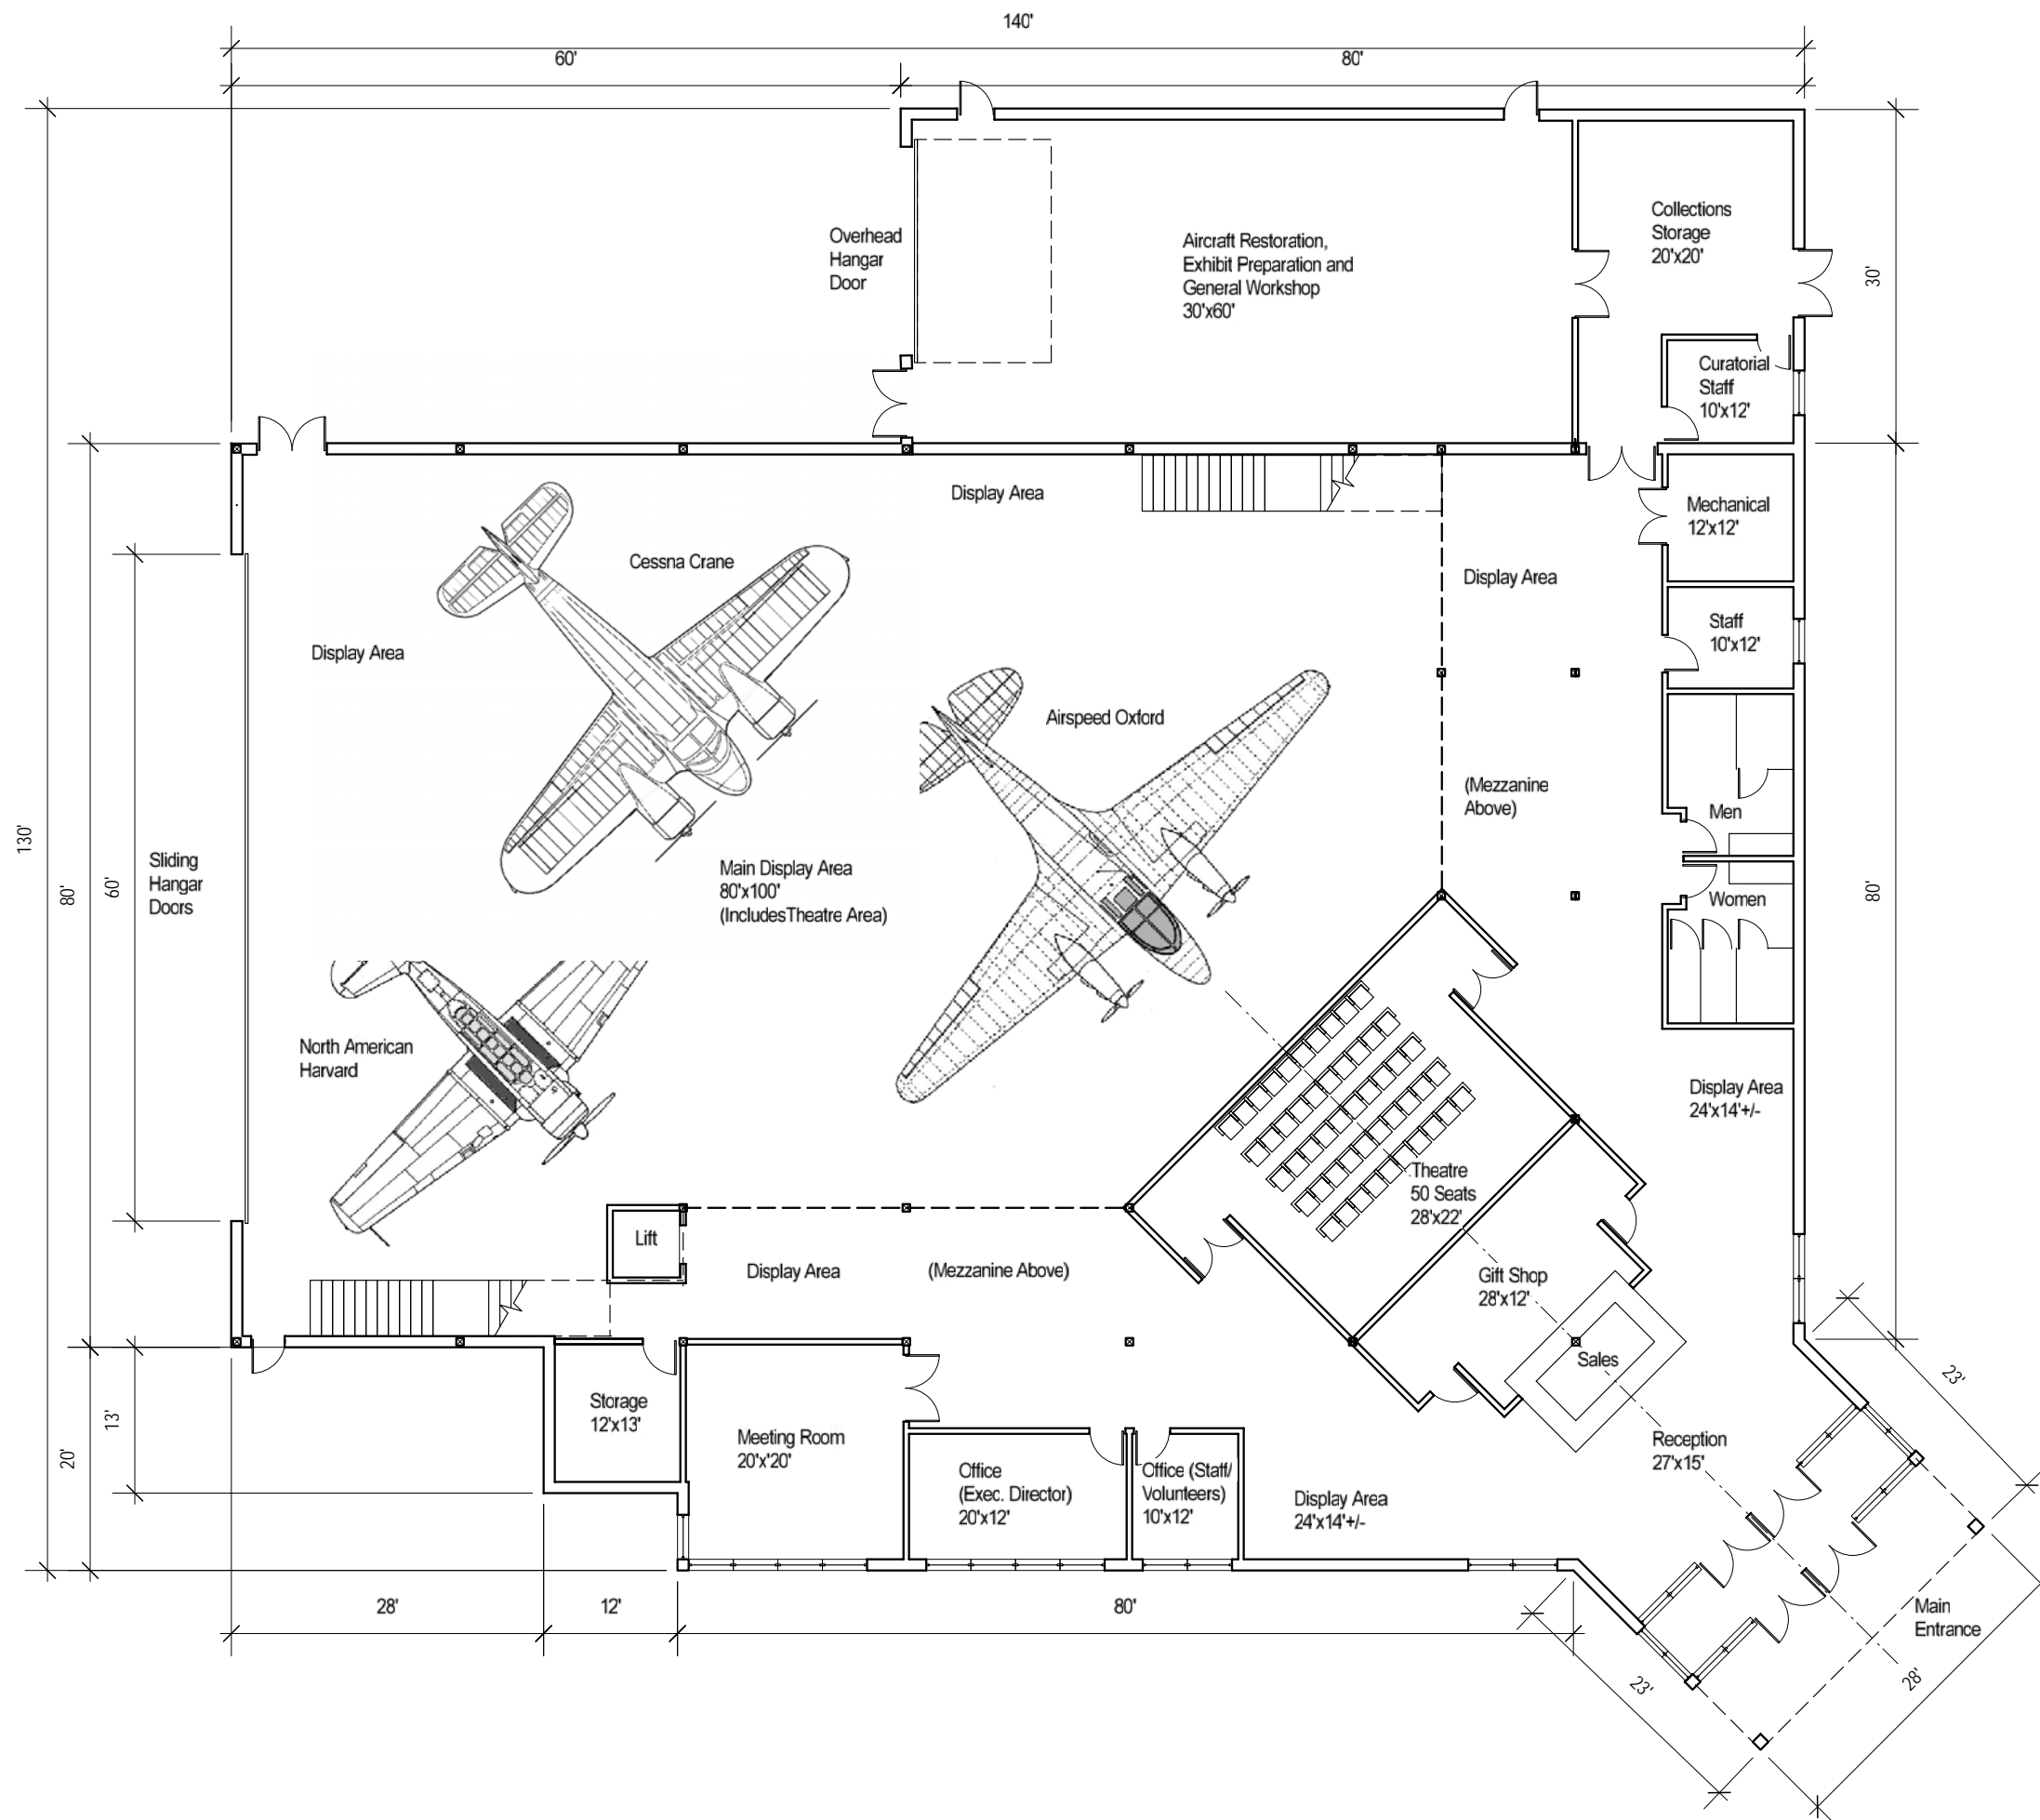 140'
60'
80'
Overhead
Hangar
Door
Aircraft Restoration,
Exhibit Preparation and
General Workshop
30'x60'
Collections
Storage
20'x20'
30'
Curatorial
Staff
10'x12'
Display Area
Cessna Crane
Mechanical
12'x12'
Display Area
Staff
10'x12'
Display Area
Airspeed Oxford
(Mezzanine
Above)
Men
130'
80'
60'
Sliding
Hangar
Doors
Main Display Area
80'x100'
(IncludesTheatre Area)
Women
80'
North American
Harvard
Display Area
24'x14'+/-
Theatre
50 Seats
28'x22'
Lift
Display Area
(Mezzanine Above)
Gift Shop
28'x12'
Sales
23'
Storage
12'x13'
13'
20'
Meeting Room
20'x'20'
Office
(Exec. Director)
20'x12'
Office (Staff/
Volunteers)
10'x12'
Display Area
24'x14'+/-
Reception
27'x15'
28'
12'
80'
Main
Entrance
23'
28'